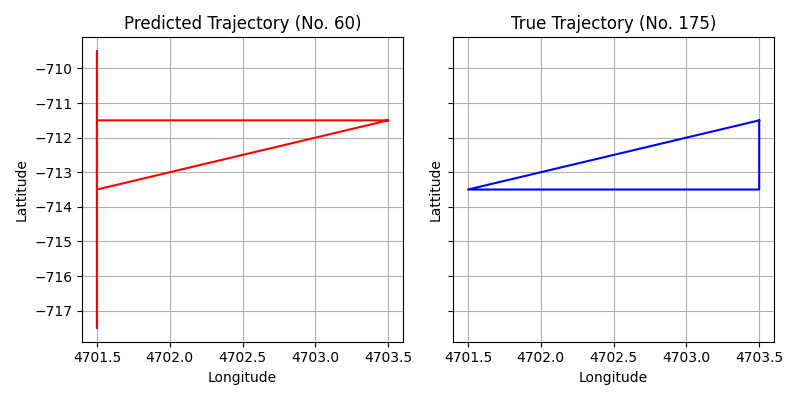 Predicted Trajectory (No. 60)
True Trajectory (No. 175)
Lattitude
−710
−711
−712
−713
−714
−715
−716
−717
4701.5 4702.0 4702.5 4703.0 4703.5
Longitude
Lattitude
4701.5 4702.0 4702.5 4703.0 4703.5
Longitude